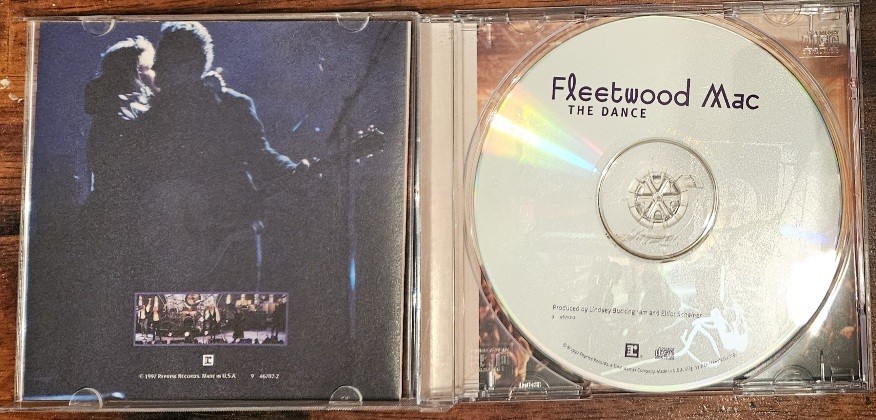 © 1997 Reprise Records. Made in U.S.A.
9 46702-2
Fleetwood Mac
THE DANCE
Produced by Lindsey Buckingham and Elliot Scheiner